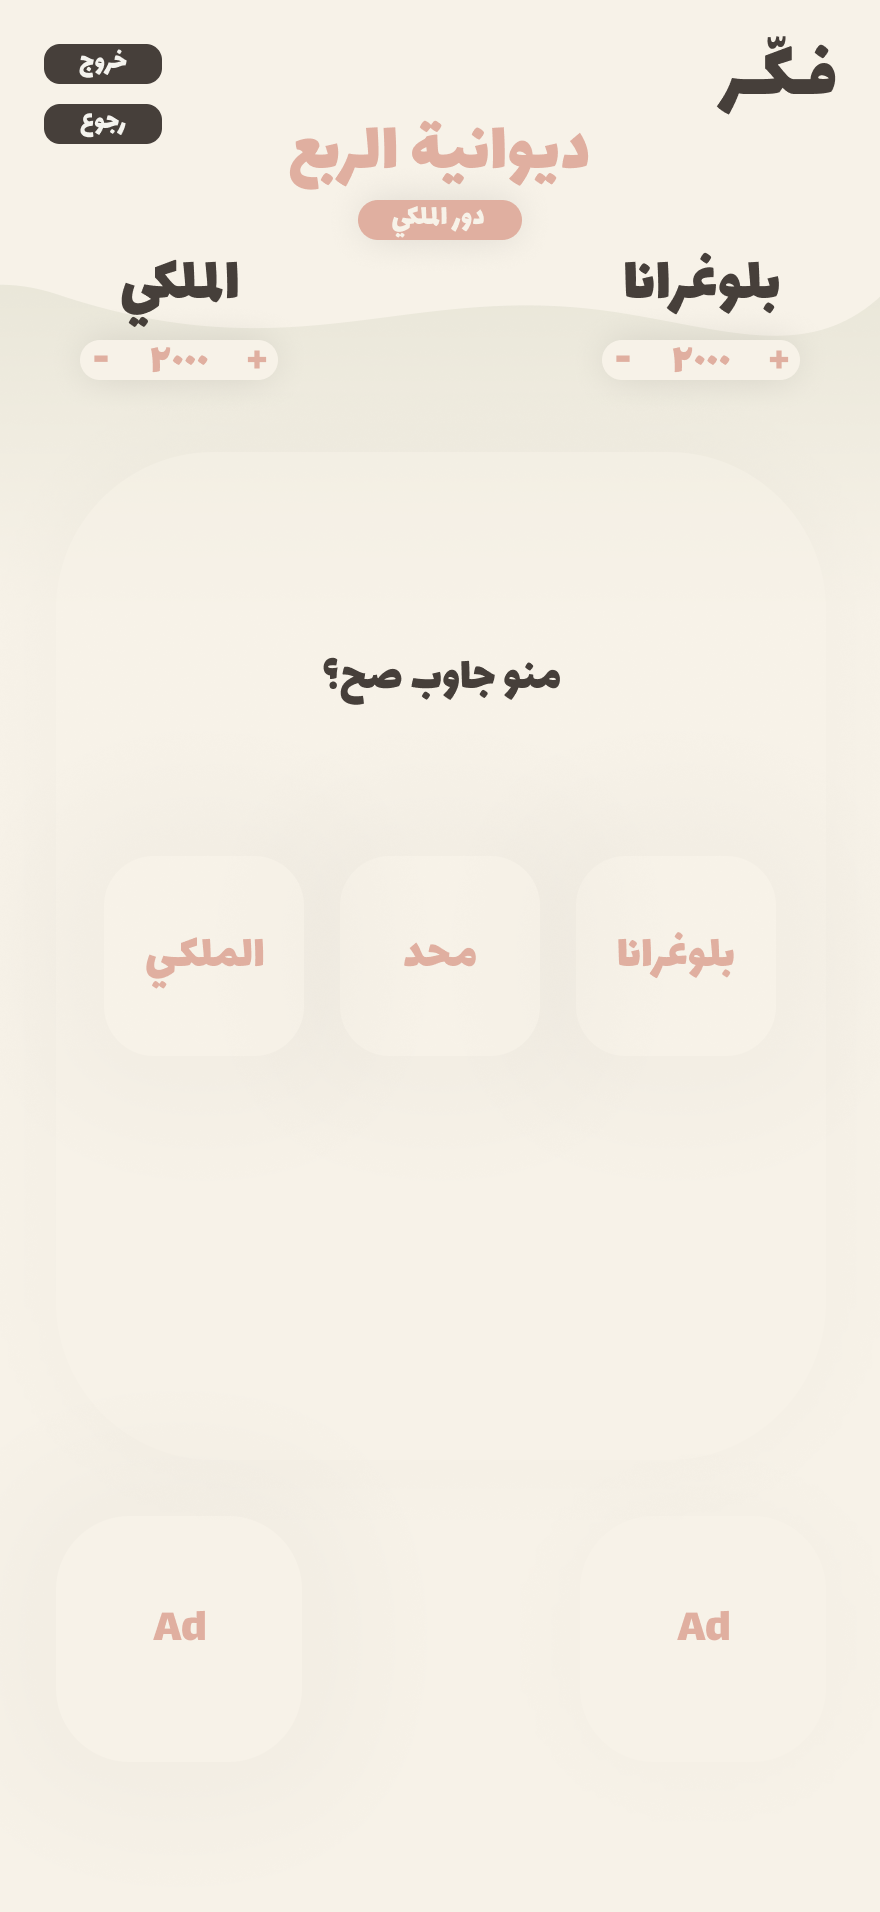 فكّر
خروج
رجوع
ديوانية الربع
دور الملكي
بلوغرانا
الملكي
+ ٢٠٠٠ -
+ ٢٠٠٠ -
منو جاوب صح؟
بلوغرانا
محد
الملكي
Ad
Ad